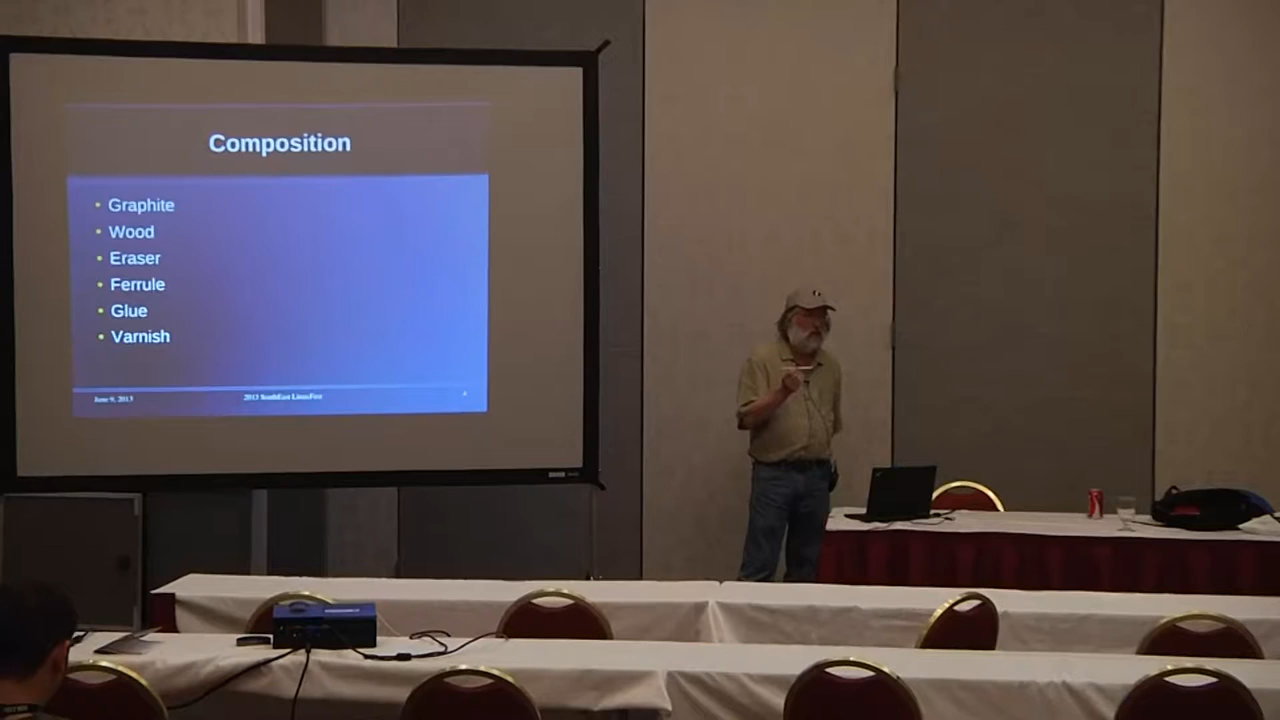 Composition
• Graphite
• Wood
• Eraser
• Ferrule
• Glue
• Varnish
June 9, 2013
2013 SouthEast LinuxFest